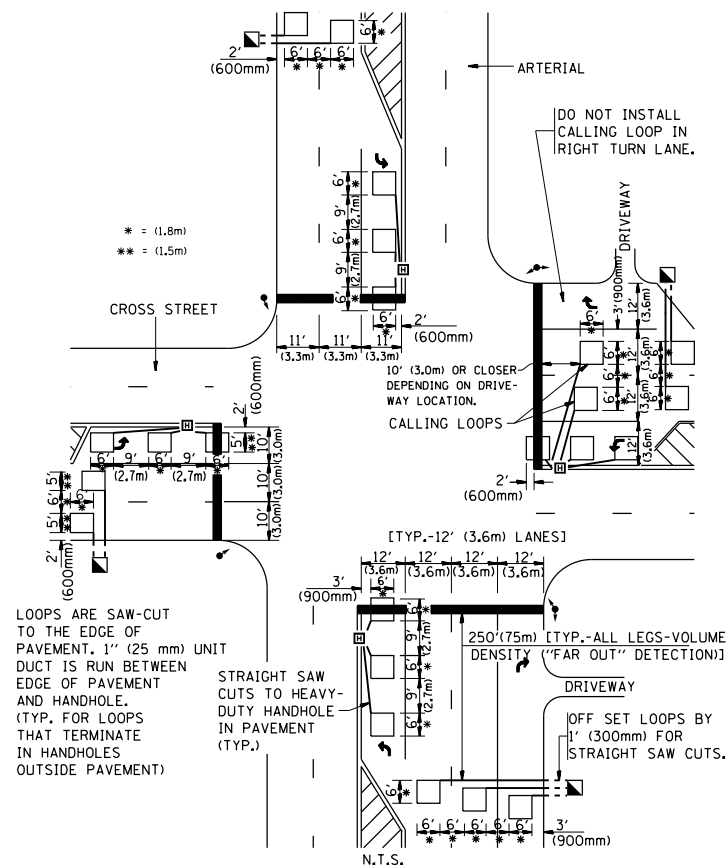 2'
(600mm)
6' 6' 6'
* * *
6'
*
ARTERIAL
DO NOT INSTALL
CALLING LOOP IN
RIGHT TURN LANE.
* = (1.8m)
** = (1.5m)
6'
*
9'
(2.7m)
6'
*
9'
(2.7m)
6'
*
H
6'
*
2'
(600mm)
11' 11' 11'
(3.3m) (3.3m) (3.3m)
CROSS STREET
DRIVEWAY
3'(900mm)
12'
(3.6m)
6'
*
12'
(3.6m)
12'
(3.6m)
12'
(3.6m)
6'
*
6'
*
6'
*
6'
*
6'
*
10' (3.0m) OR CLOSER
DEPENDING ON DRIVE-
WAY LOCATION.
CALLING LOOPS
H
2'
(600mm)
2'
(600mm)
H
5'
**
10'
(3.0m)
10'
(3.0m)
10'
(3.0m)
6' 9' 6' 9' 6'
* (2.7m) * (2.7m) *
5'
**
6'
*
6'
*
5'
**
2'
(600mm)
[TYP.-12' (3.6m) LANES]
12' 12' 12' 12'
(3.6m) (3.6m) (3.6m) (3.6m)
3'
(900mm)
6'
*
6'
*
9'
(2.7m)
6'
*
9'
(2.7m)
6'
*
H
250'(75m) [TYP.-ALL LEGS-VOLUME
DENSITY ("FAR OUT" DETECTION)]
DRIVEWAY
LOOPS ARE SAW-CUT
TO THE EDGE OF
PAVEMENT. 1" (25 mm) UNIT
DUCT IS RUN BETWEEN
EDGE OF PAVEMENT
AND HANDHOLE.
(TYP. FOR LOOPS
THAT TERMINATE
IN HANDHOLES
OUTSIDE PAVEMENT)
STRAIGHT SAW
CUTS TO HEAVY-
DUTY HANDHOLE
IN PAVEMENT
(TYP.)
OFF SET LOOPS BY
1' (300mm) FOR
STRAIGHT SAW CUTS.
6'
*
6' 6' 6' 6' 6'
* * * * *
3'
(900mm)
N.T.S.